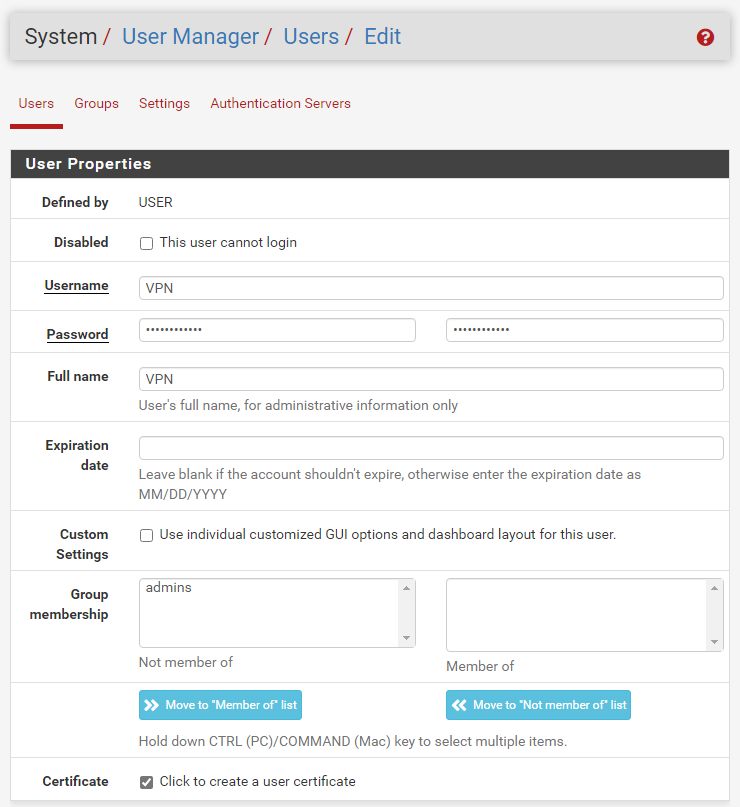 System / User Manager / Users / Edit
Users Groups Settings Authentication Servers
User Properties
Defined by USER
Disabled This user cannot login
Username VPN
Password •••••••••••• ••••••••••••
Full name VPN
User's full name, for administrative information only
Expiration
date
Leave blank if the account shouldn't expire, otherwise enter the expiration date as
MM/DD/YYYY
Custom
Settings
Use individual customized GUI options and dashboard layout for this user.
Group
membership
admins
Not member of
Member of
Move to "Member of" list
Move to "Not member of" list
Hold down CTRL (PC)/COMMAND (Mac) key to select multiple items.
Certificate Click to create a user certificate